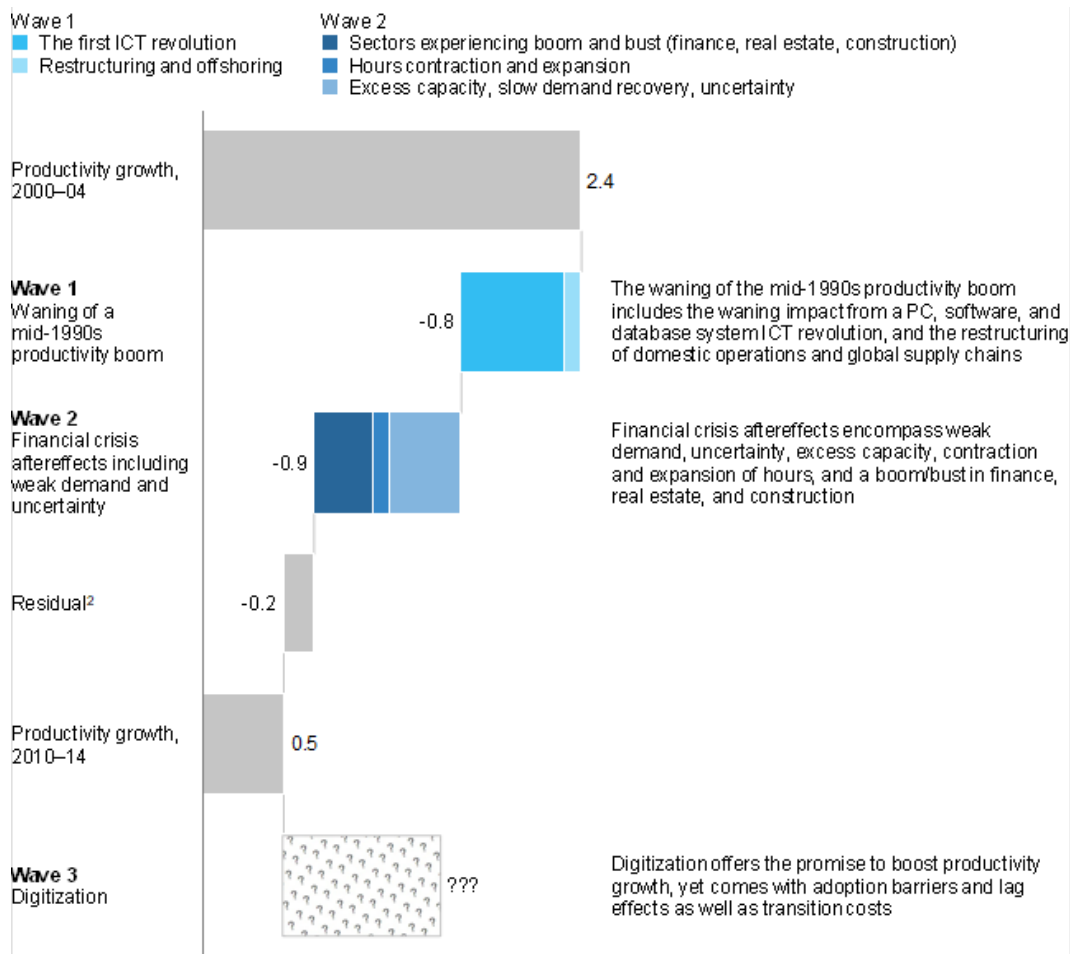 Wave 1
The first ICT revolution
Restructuring and offshoring
Wave 2
Sectors experiencing boom and bust (finance, real estate, construction)
Hours contraction and expansion
Excess capacity, slow demand recovery, uncertainty
Productivity growth,
2000–04
2.4
Wave 1
Waning of a
mid-1990s
productivity boom
-0.8
The waning of the mid-1990s productivity boom
includes the waning impact from a PC, software, and
database system ICT revolution, and the restructuring
of domestic operations and global supply chains
Wave 2
Financial crisis
aftereffects including
weak demand and
uncertainty
-0.9
Financial crisis aftereffects encompass weak
demand, uncertainty, excess capacity, contraction
and expansion of hours, and a boom/bust in finance,
real estate, and construction
Residual²
-0.2
Productivity growth,
2010–14
0.5
Wave 3
Digitization
???
Digitization offers the promise to boost productivity
growth, yet comes with adoption barriers and lag
effects as well as transition costs